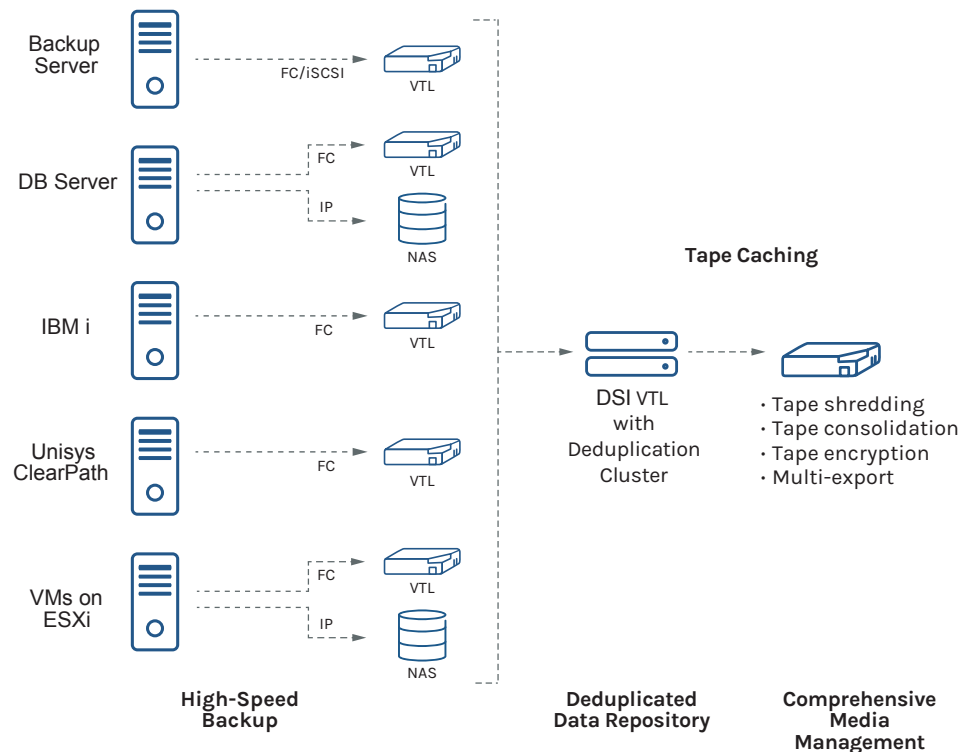 Backup
Server
FC/iSCSI
VTL
DB Server
FC
VTL
IP
NAS
IBM i
FC
VTL
Unisys
ClearPath
FC
VTL
VMs on
ESXi
FC
VTL
IP
NAS
High-Speed
Backup
Tape Caching
DSI VTL
with
Deduplication
Cluster
· Tape shredding
· Tape consolidation
· Tape encryption
· Multi-export
Deduplicated
Data Repository
Comprehensive
Media
Management